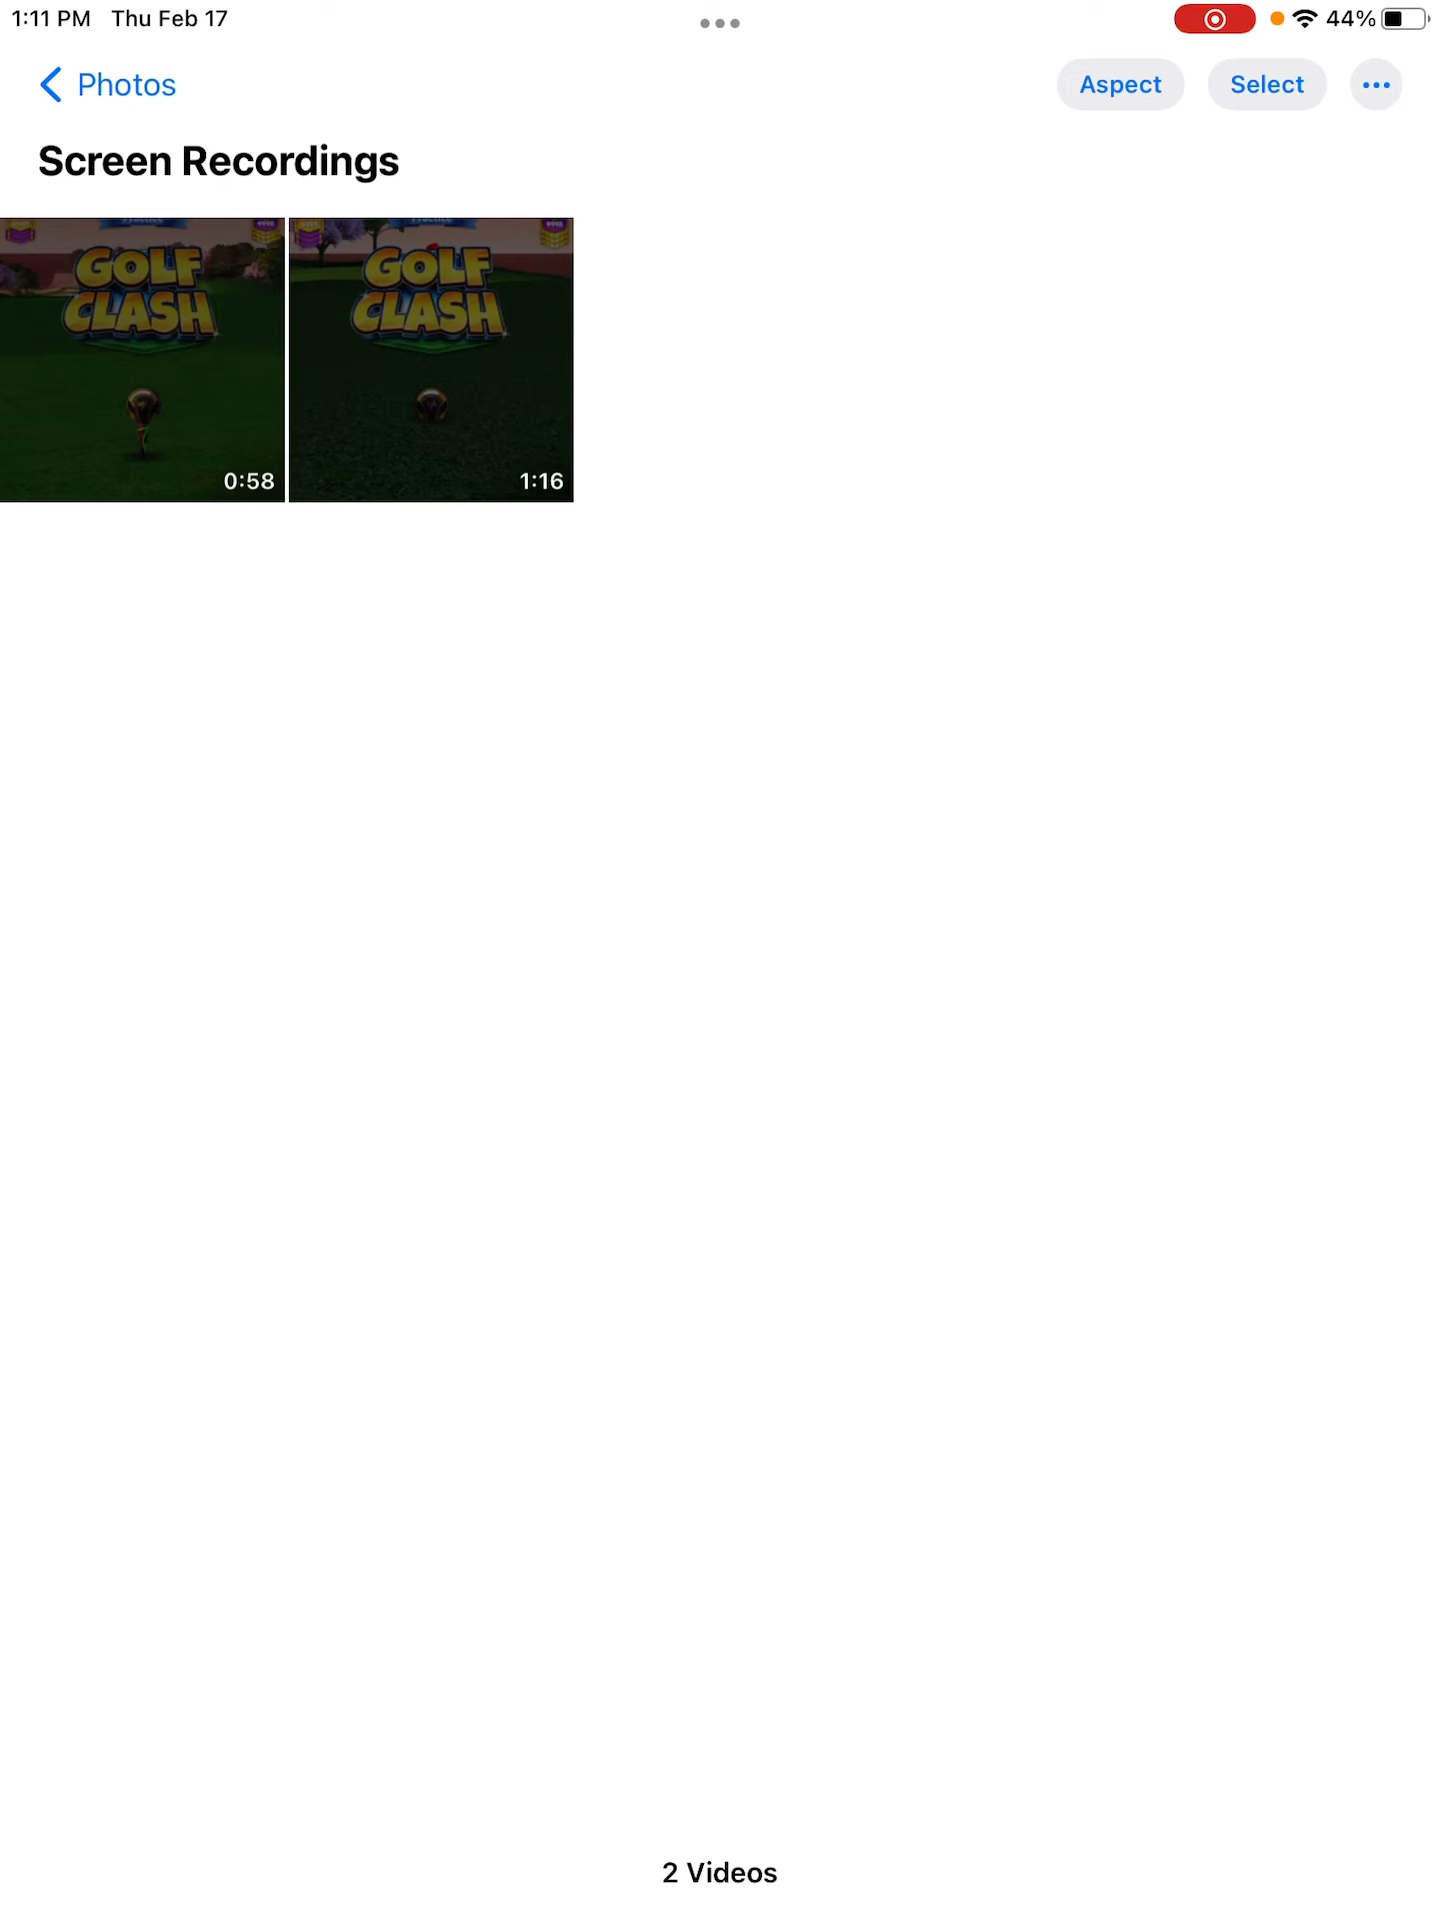 1:11 PM Thu Feb 17
44%
Photos
Aspect
Select
Screen Recordings
GOLF
CLASH
0:58
GOLF
CLASH
1:16
2 Videos